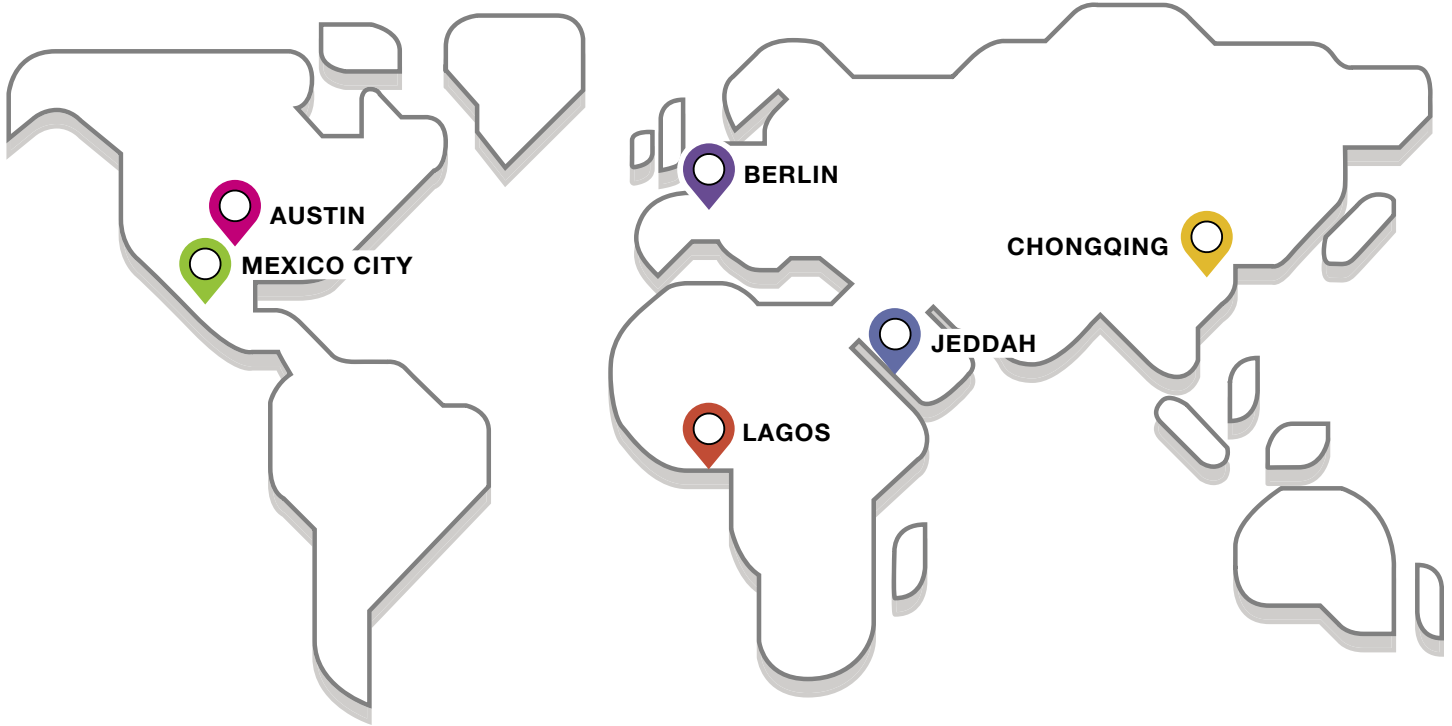 BERLIN
AUSTIN
CHONGQING
MEXICO CITY
JEDDAH
LAGOS